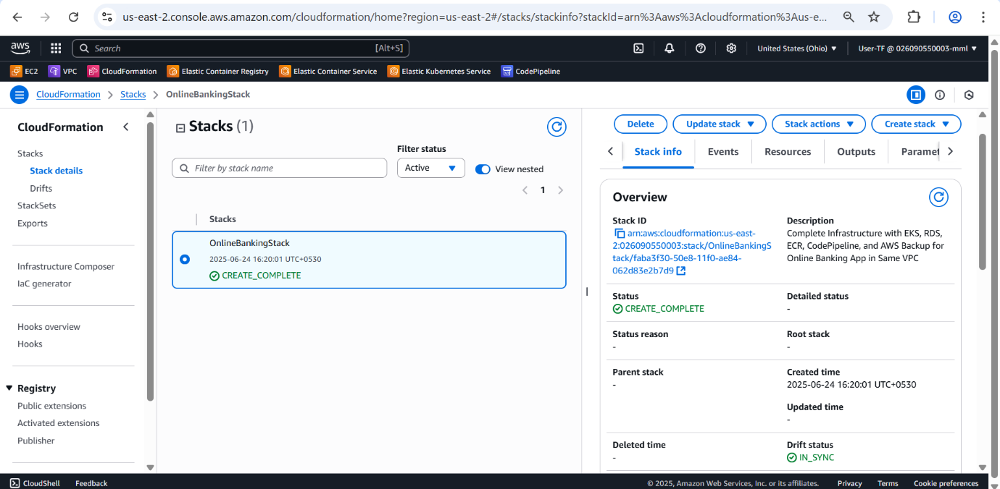 us-east-2.console.aws.amazon.com/cloudformation/home?region=us-east-2#/stacks/stackinfo?stackId=arn%3Aaws%3Acloudformation%3Aus-e...
aws
Search [Alt+S]
United States (Ohio)
User-TF @ 026090550003-mml
EC2
VPC
CloudFormation
Elastic Container Registry
Elastic Container Service
Elastic Kubernetes Service
CodePipeline
CloudFormation
Stacks
OnlineBankingStack
CloudFormation
Stacks
Stack details
Drifts
StackSets
Exports
Infrastructure Composer
IaC generator
Hooks overview
Hooks
Registry
Public extensions
Activated extensions
Publisher
Stacks (1)
Filter status
Filter by stack name
Active
View nested
1
Stacks
OnlineBankingStack
2025-06-24 16:20:01 UTC+0530
CREATE_COMPLETE
Delete
Update stack
Stack actions
Create stack
Stack info
Events
Resources
Outputs
Paramet
Overview
Stack ID
arn:aws:cloudformation:us-east-
2:026090550003:stack/OnlineBankingS
tack/faba3f30-50e8-11f0-ae84-
062d83e2b7d9
Description
Complete Infrastructure with EKS, RDS,
ECR, CodePipeline, and AWS Backup for
Online Banking App in Same VPC
Status
CREATE_COMPLETE
Detailed status
-
Status reason
-
Root stack
-
Parent stack
-
Created time
2025-06-24 16:20:01 UTC+0530
Updated time
-
Deleted time
-
Drift status
IN_SYNC
CloudShell
Feedback
© 2025, Amazon Web Services, Inc. or its affiliates.
Privacy
Terms
Cookie preferences